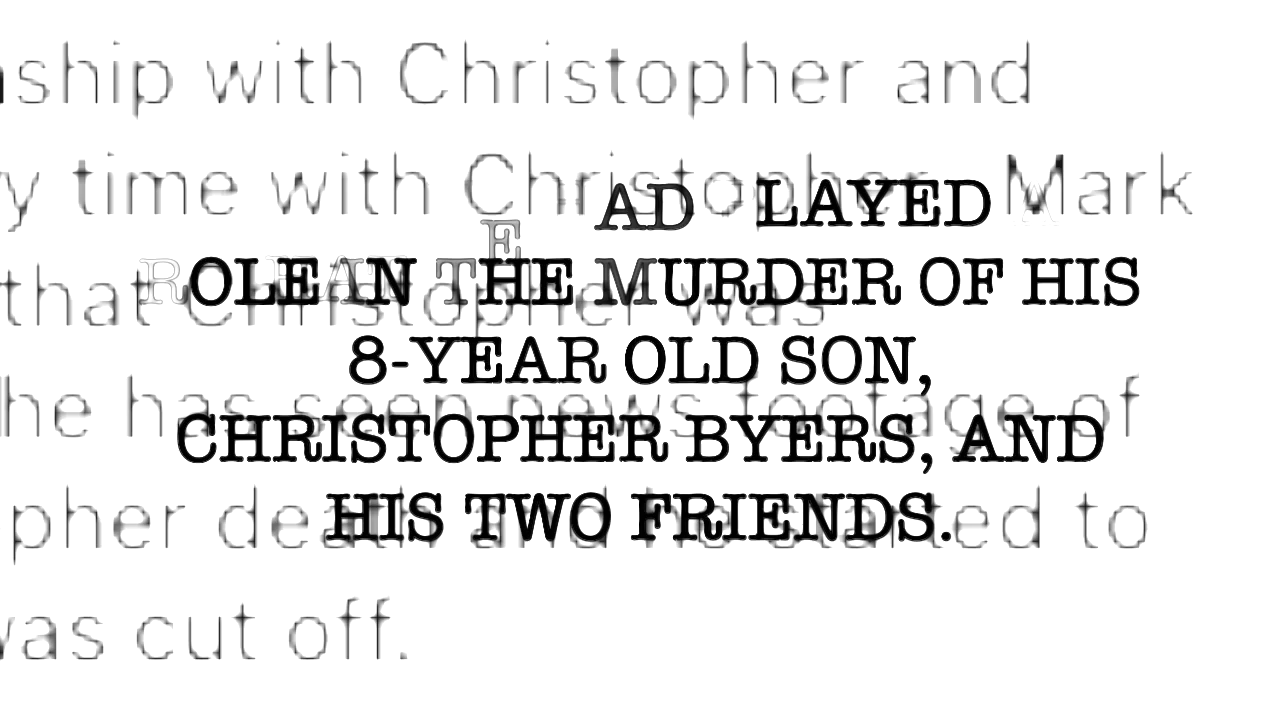 ship with Christopher and
y time with Christopher. Mark
AD LAYED
ROLE IN THE MURDER OF HIS
that Christopher was
8-YEAR OLD SON,
he has seen news footage of
CHRISTOPHER BYERS, AND
HIS TWO FRIENDS.
pher death and he started to
was cut off.